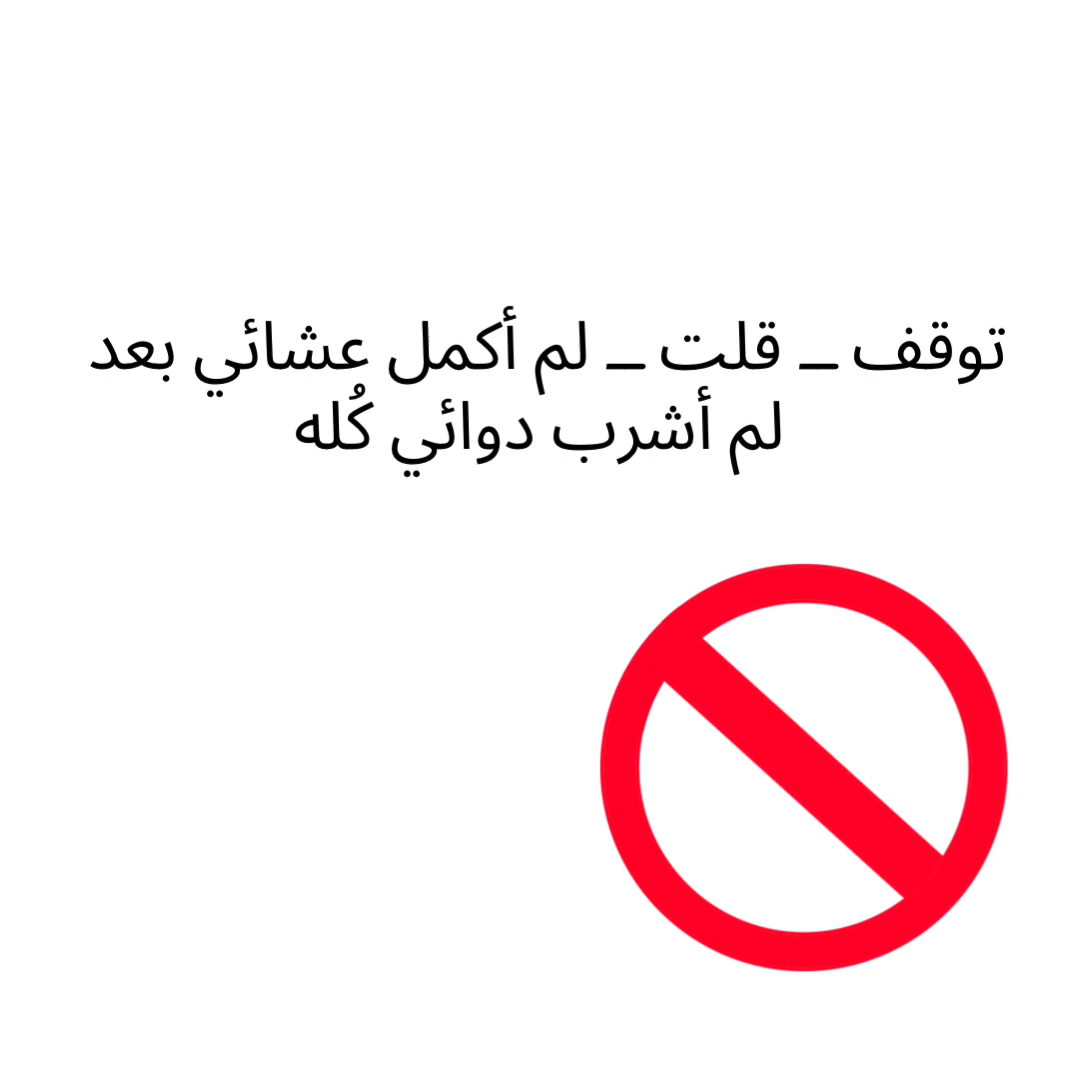 توقف _ قلت _ لم أكمل عشائي بعد
لم أشرب دوائي كُله